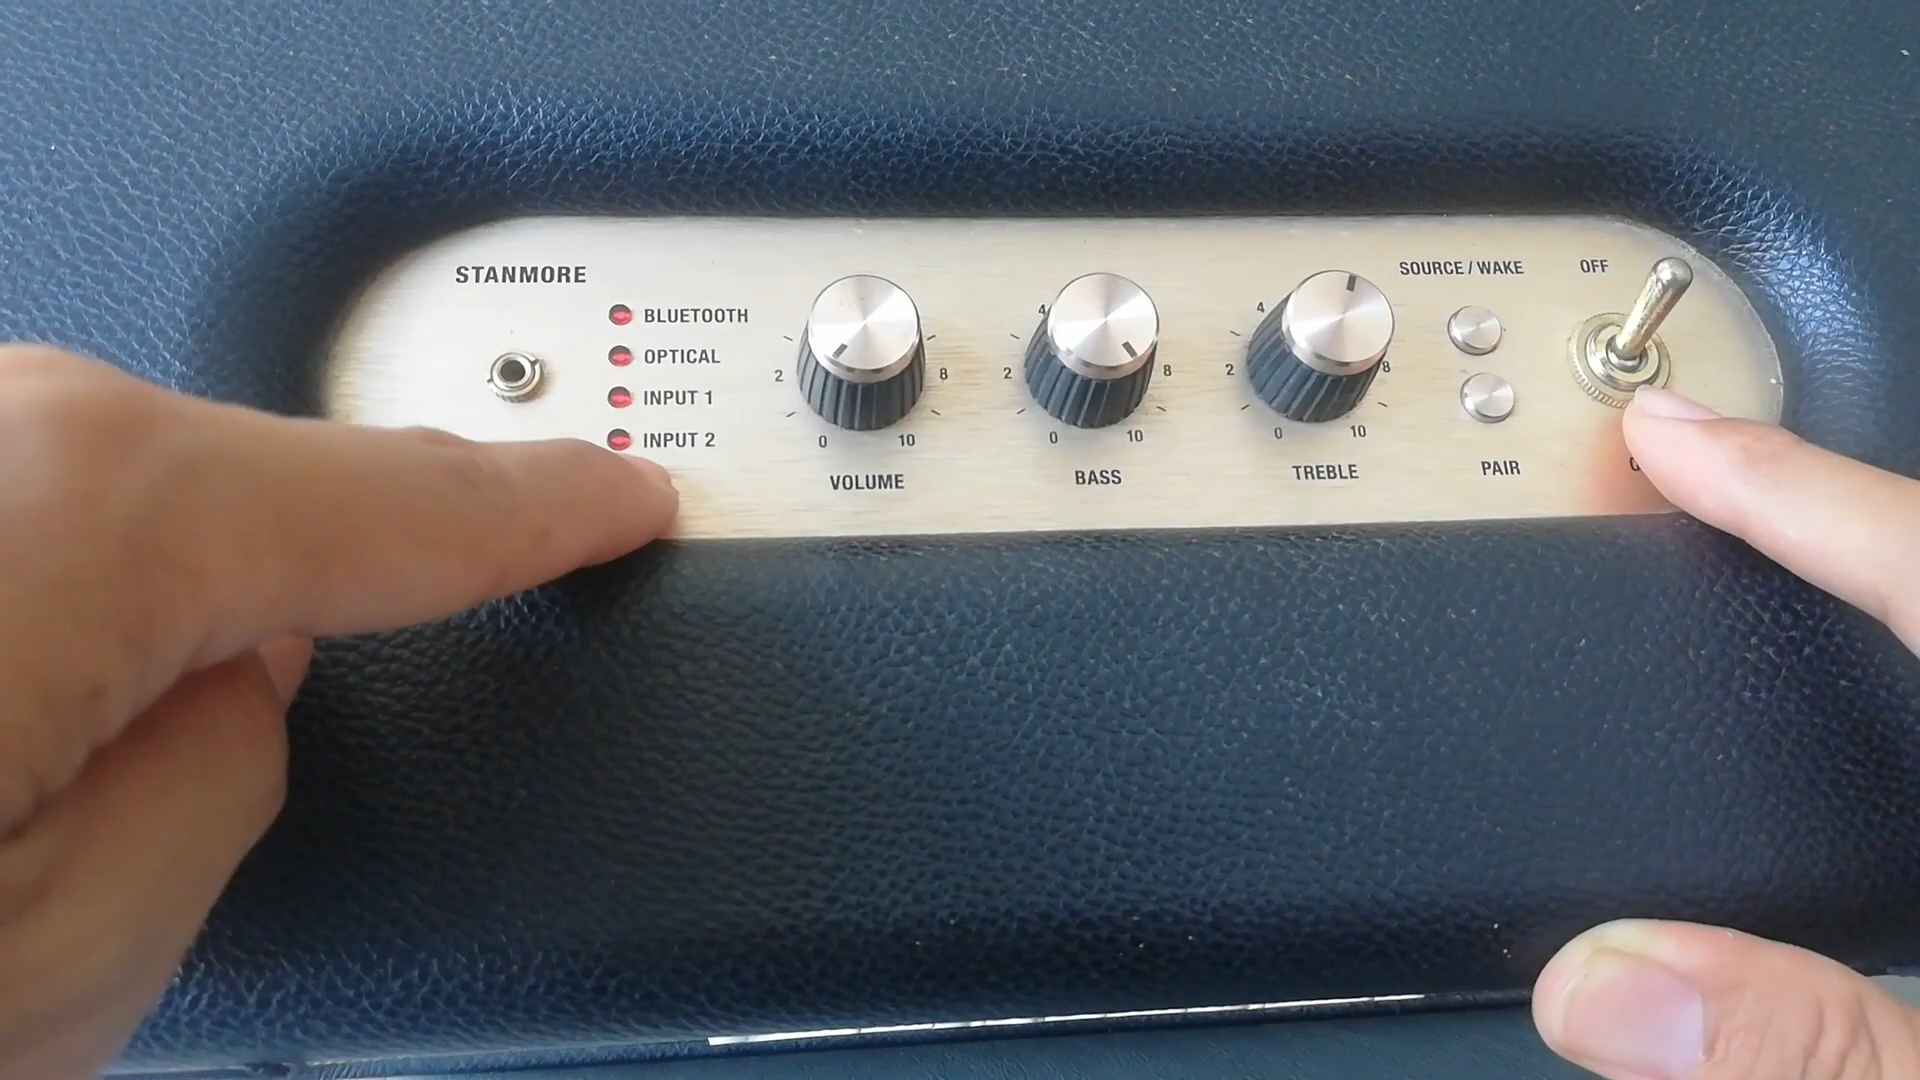 STANMORE
BLUETOOTH
OPTICAL
INPUT 1
INPUT 2
2 8
0 10
VOLUME
4
2 8
0 10
BASS
4
2 8
0 10
TREBLE
SOURCE / WAKE
PAIR
OFF